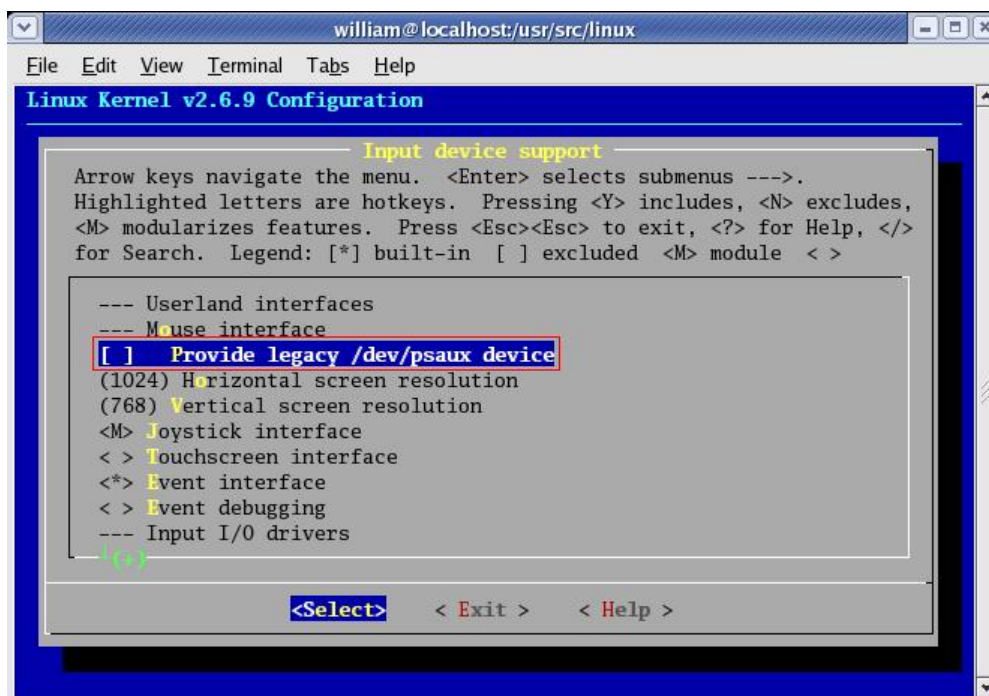 william@localhost:/usr/src/linux
File Edit View Terminal Tabs Help
Linux Kernel v2.6.9 Configuration
Input device support
Arrow keys navigate the menu. <Enter> selects submenus --->.
Highlighted letters are hotkeys. Pressing <Y> includes, <N> excludes,
<M> modularizes features. Press <Esc><Esc> to exit, <?> for Help, </>
for Search. Legend: [*] built-in [ ] excluded <M> module < >
--- Userland interfaces
--- Mouse interface
[ ] Provide legacy /dev/psaux device
(1024) Horizontal screen resolution
(768) Vertical screen resolution
<M> Joystick interface
< > Touchscreen interface
<*> Event interface
< > Event debugging
--- Input I/O drivers
┴(+)
<Select> < Exit > < Help >